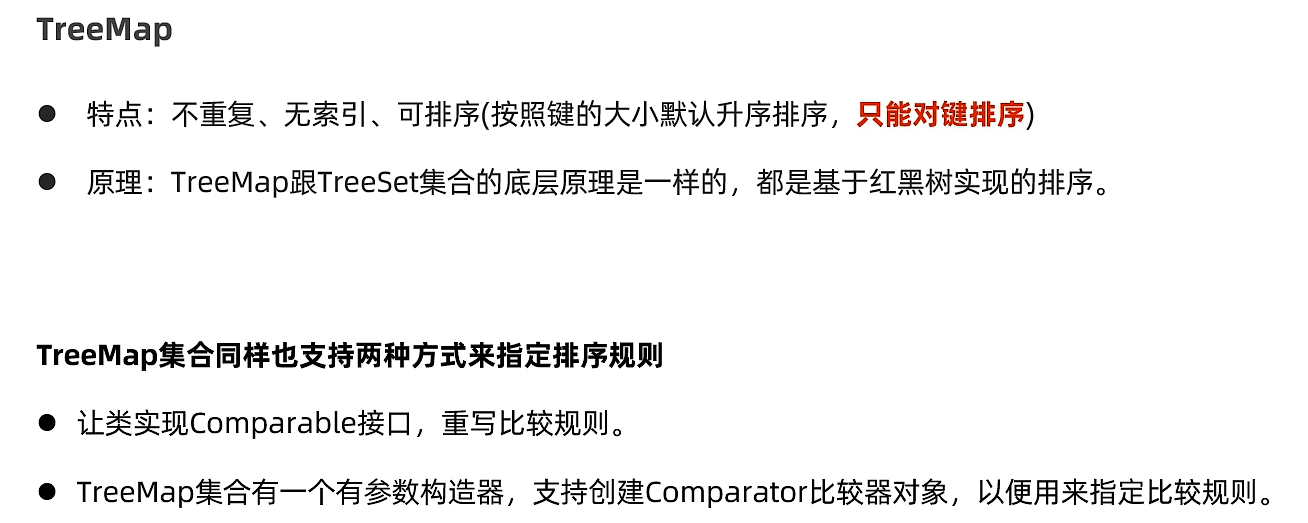 TreeMap
● 特点：不重复、无索引、可排序(按照键的大小默认升序排序，只能对键排序)
● 原理：TreeMap跟TreeSet集合的底层原理是一样的，都是基于红黑树实现的排序。
TreeMap集合同样也支持两种方式来指定排序规则
● 让类实现Comparable接口，重写比较规则。
● TreeMap集合有一个有参数构造器，支持创建Comparator比较器对象，以便用来指定比较规则。